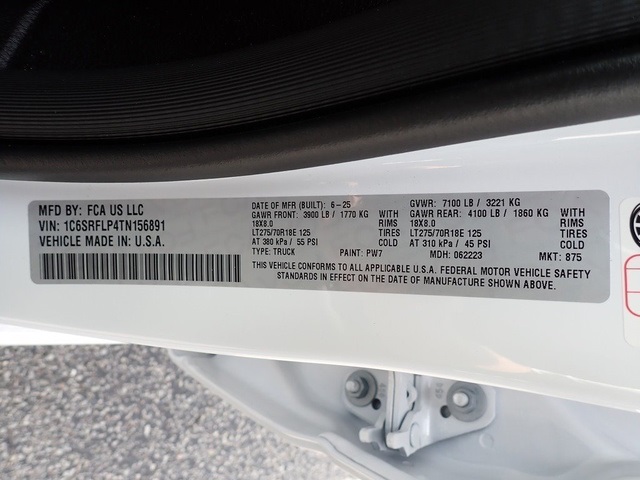 MFD BY: FCA US LLC
VIN: 1C6SRFLP4TN156891
VEHICLE MADE IN U.S.A.
DATE OF MFR (BUILT): 6-25 GVWR: 7100 LB / 3221 KG
GAWR FRONT: 3900 LB / 1770 KG WITH GAWR REAR: 4100 LB / 1860 KG WITH
18X8.0 RIMS 18X8.0 RIMS
LT275/70R18E 125 TIRES LT275/70R18E 125 TIRES
AT 380 kPa / 55 PSI COLD AT 310 kPa / 45 PSI COLD
TYPE: TRUCK PAINT: PW7 MDH: 062223 MKT: 875
THIS VEHICLE CONFORMS TO ALL APPLICABLE U.S.A. FEDERAL MOTOR VEHICLE SAFETY
STANDARDS IN EFFECT ON THE DATE OF MANUFACTURE SHOWN ABOVE.